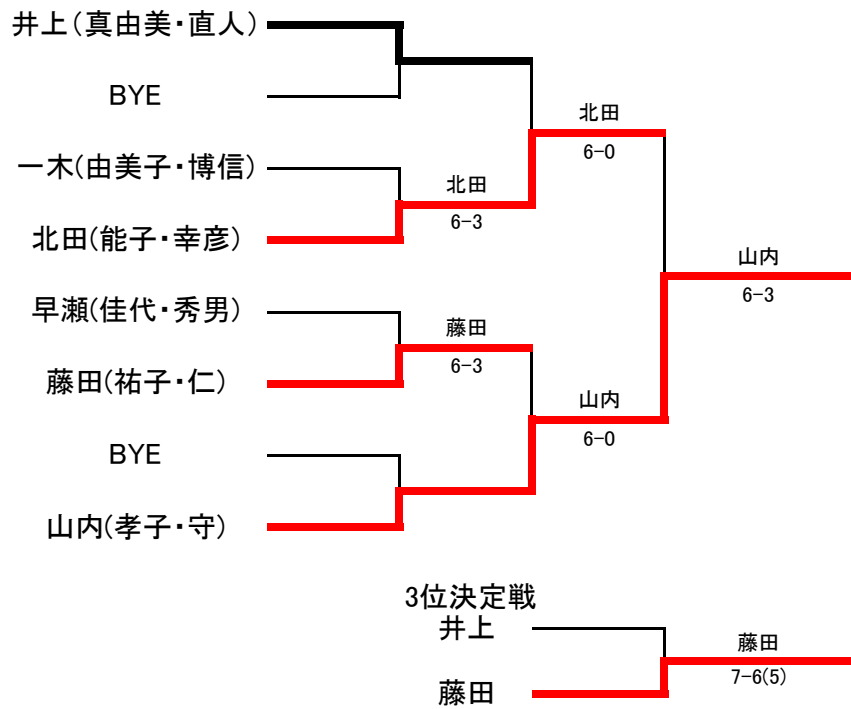 井上(真由美・直人)
BYE
一木(由美子・博信)
北田(能子・幸彦)
早瀬(佳代・秀男)
藤田(祐子・仁)
BYE
山内(孝子・守)
北田
6-3
藤田
6-3
北田
6-0
山内
6-0
山内
6-3
3位決定戦
井上
藤田
藤田
7-6(5)